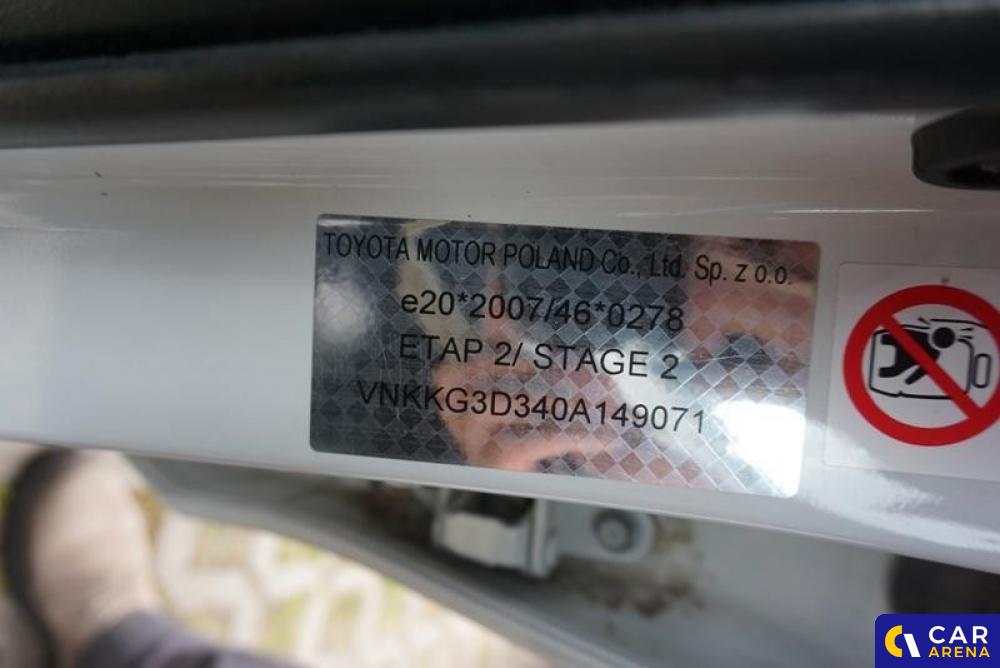 TOYOTA MOTOR POLAND Co., Ltd. Sp. z o.o.
e20*2007/46*0278
ETAP 2/ STAGE 2
VNKKG3D340A149071
CAR
ARENA